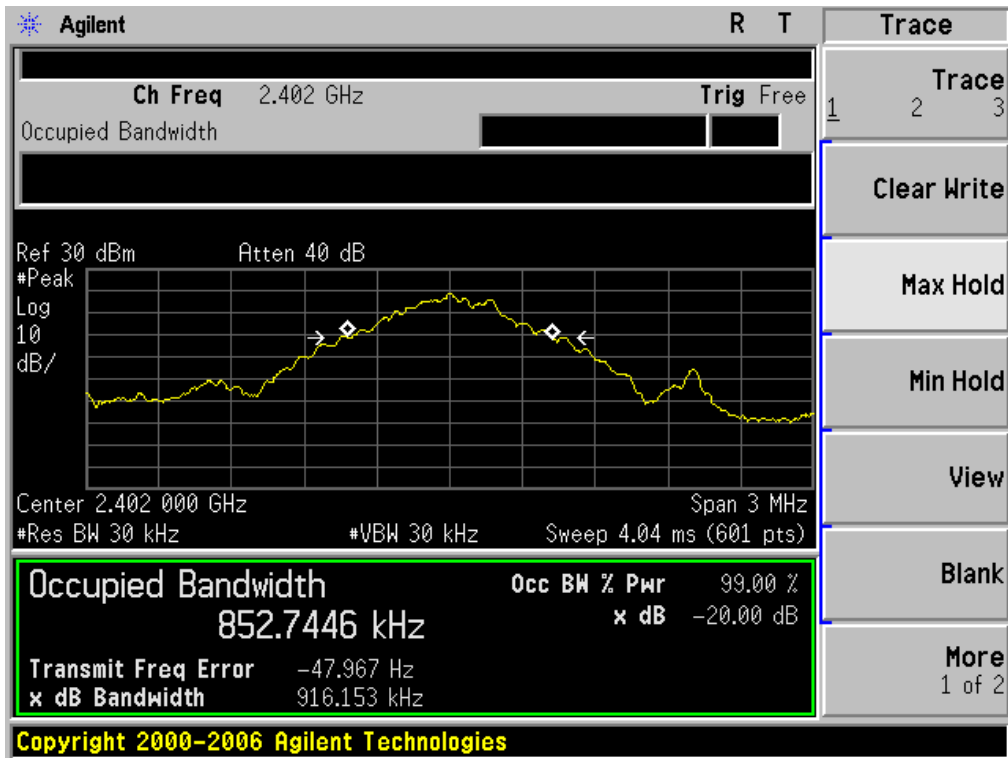 Agilent R T Trace
Ch Freq 2.402 GHz Trig Free
Occupied Bandwidth
Ref 30 dBm Atten 40 dB
#Peak
Log
10
dB/
Center 2.402 000 GHz Span 3 MHz
#Res BW 30 kHz #VBW 30 kHz Sweep 4.04 ms (601 pts)
Occupied Bandwidth Occ BW % Pwr 99.00 %
852.7446 kHz x dB -20.00 dB
Transmit Freq Error -47.967 Hz
x dB Bandwidth 916.153 kHz
Copyright 2000-2006 Agilent Technologies
Trace
1 2 3
Clear Write
Max Hold
Min Hold
View
Blank
More
1 of 2